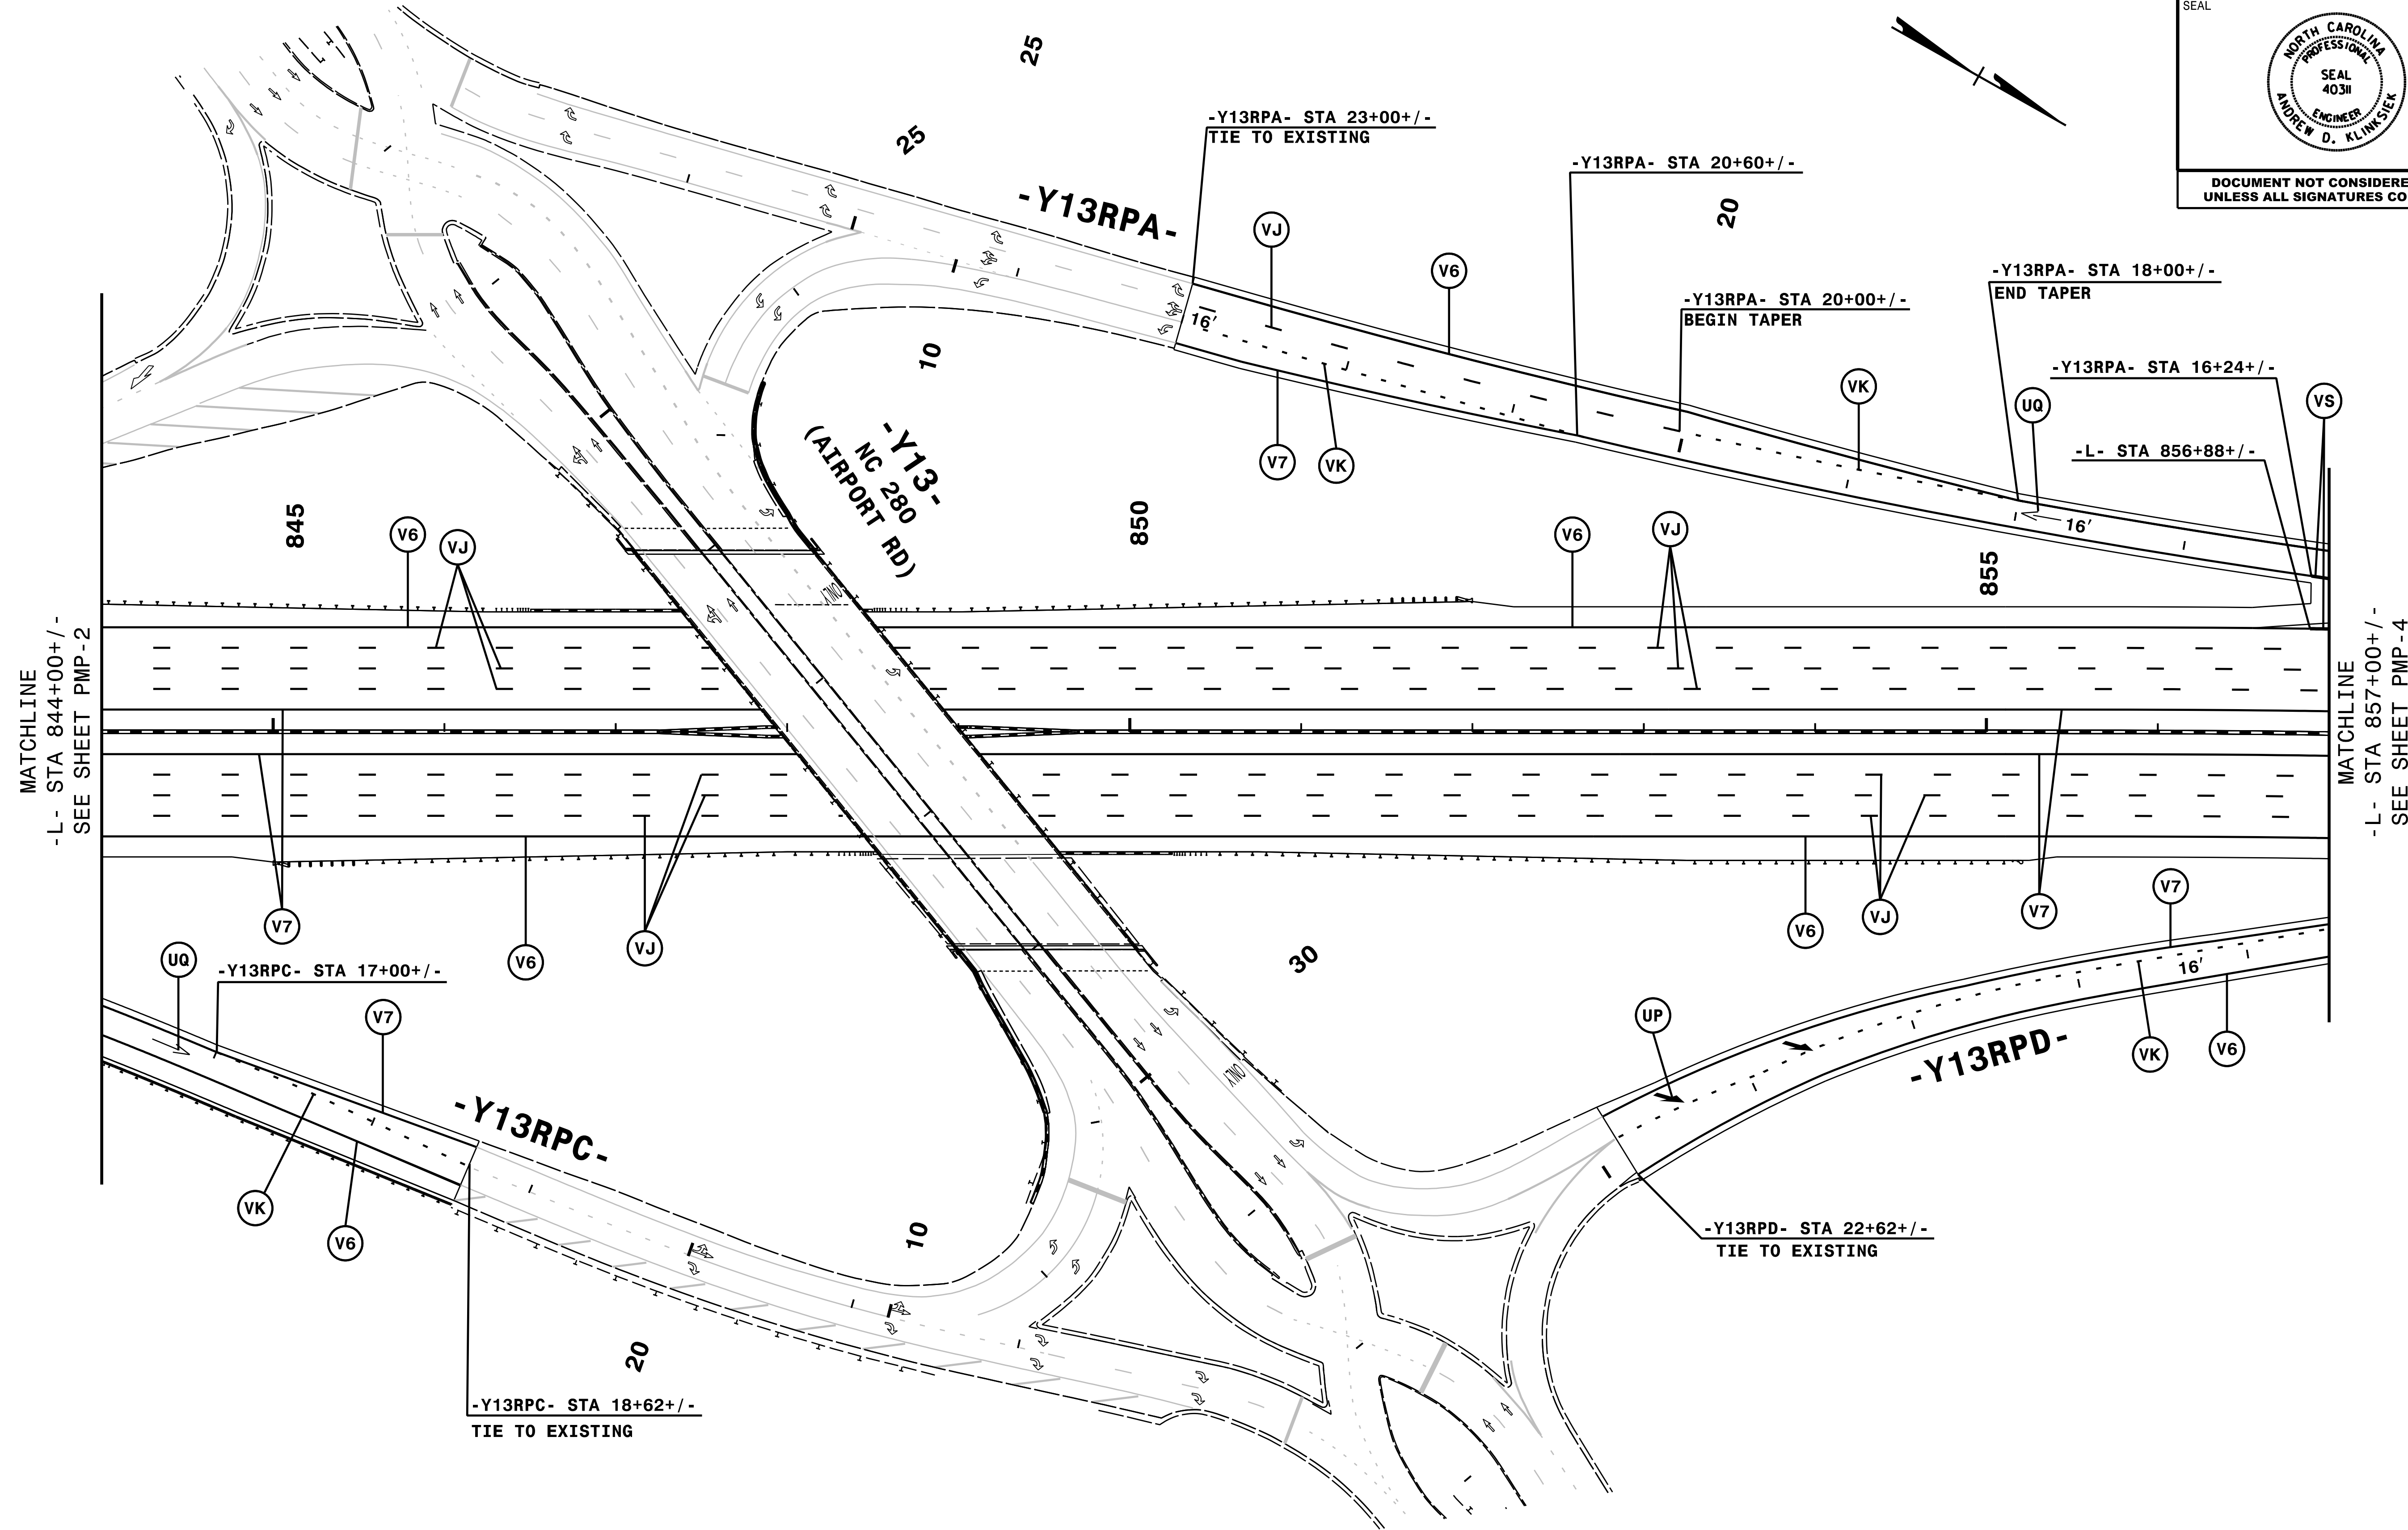 SEAL
NORTH CAROLINA
PROFESSIONAL
SEAL
40311
ENGINEER
ANDREW D. KLINKSIEK
DOCUMENT NOT CONSIDERE
UNLESS ALL SIGNATURES CO
25
25
-Y13RPA- STA 23+00+/-
TIE TO EXISTING
-Y13RPA- STA 20+60+/-
20
-Y13RPA-
VJ
V6
-Y13RPA- STA 20+00+/-
BEGIN TAPER
-Y13RPA- STA 18+00+/-
END TAPER
-Y13RPA- STA 16+24+/-
VS
16'
VK
UQ
-L- STA 856+88+/-
10
V7
VK
16'
-Y13-
NC 280
(AIRPORT RD)
845
850
855
V6
VJ
V6
VJ
ONLY
MATCHLINE
-L- STA 844+00+/-
SEE SHEET PMP-2
MATCHLINE
-L- STA 857+00+/-
SEE SHEET PMP-4
V7
V6
VJ
V6
VJ
V7
V7
UQ
-Y13RPC- STA 17+00+/-
30
16'
V7
UP
VK
V6
-Y13RPD-
ONLY
-Y13RPC-
VK
V6
10
-Y13RPD- STA 22+62+/-
TIE TO EXISTING
20
-Y13RPC- STA 18+62+/-
TIE TO EXISTING